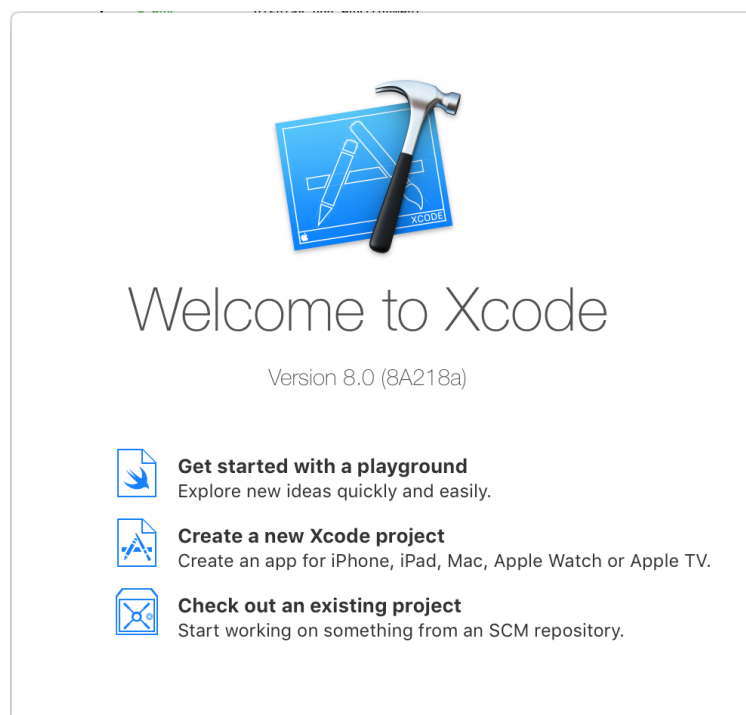 XCODE
Welcome to Xcode
Version 8.0 (8A218a)
Get started with a playground
Explore new ideas quickly and easily.
Create a new Xcode project
Create an app for iPhone, iPad, Mac, Apple Watch or Apple TV.
Check out an existing project
Start working on something from an SCM repository.